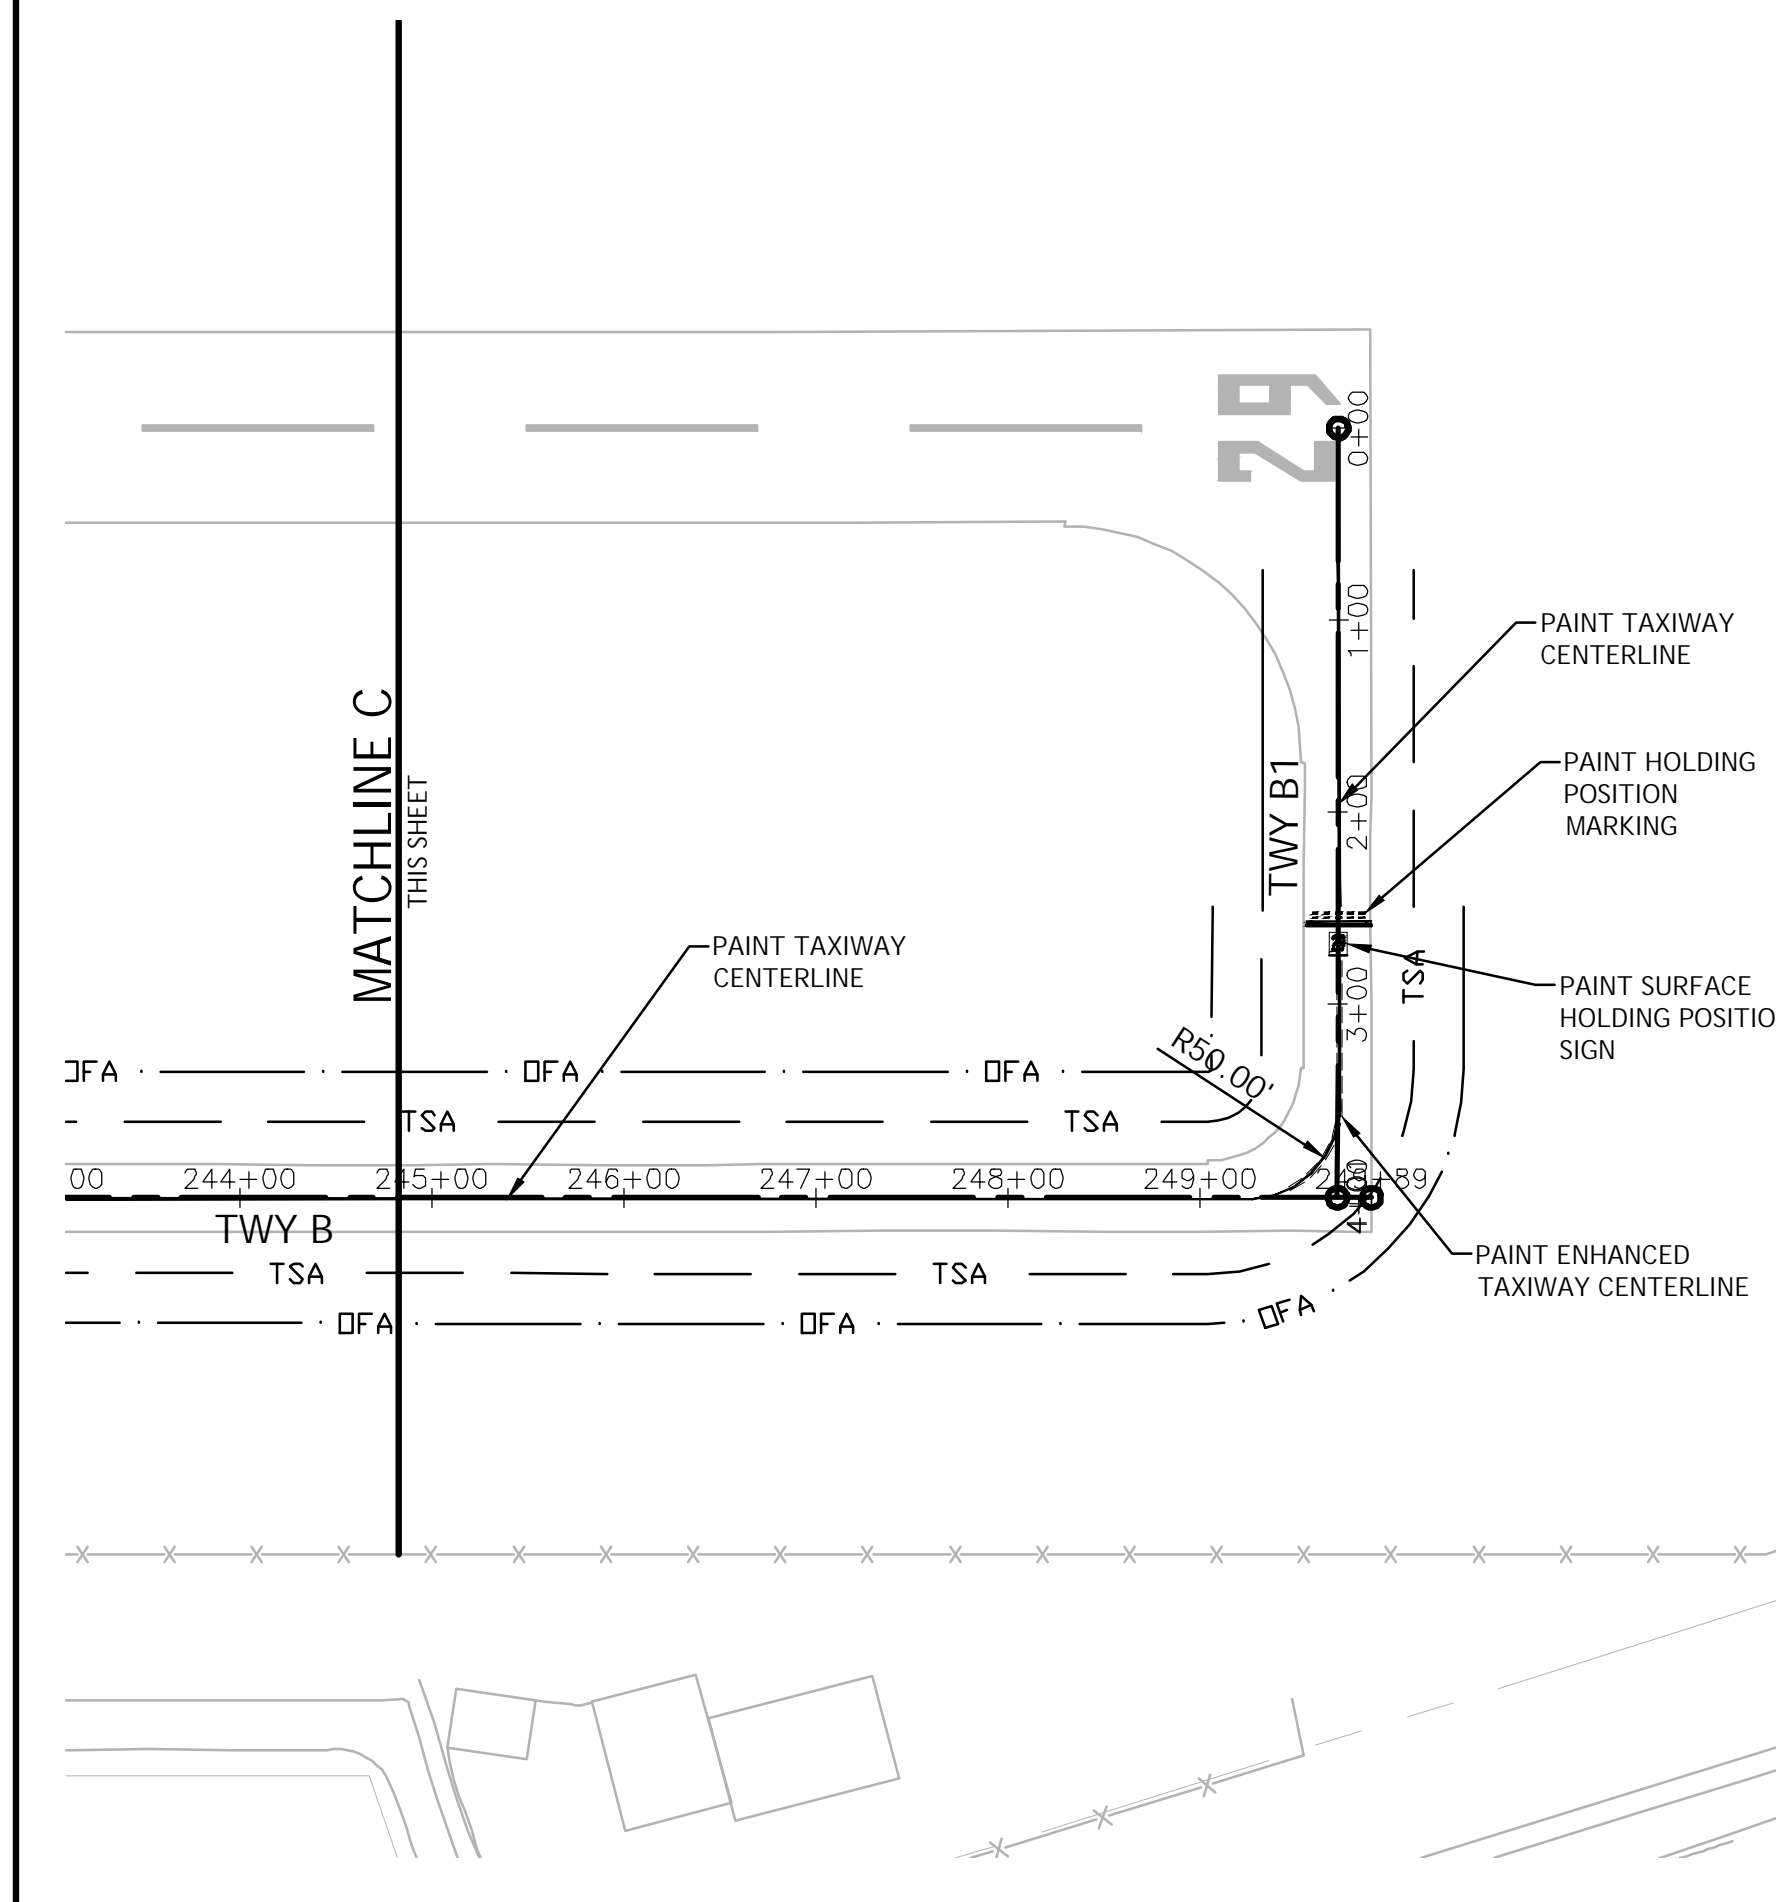 29
0+00
1+00
2+00
3+00
4+00
PAINT TAXIWAY
CENTERLINE
PAINT HOLDING
POSITION
MARKING
MATCHLINE C
THIS SHEET
TWY B1
PAINT TAXIWAY
CENTERLINE
TSA
PAINT SURFACE
HOLDING POSITIO
SIGN
R50.00'
OFA
OFA
OFA
TSA
TSA
00
244+00
245+00
246+00
247+00
248+00
249+00
249+89
TWY B
TSA
TSA
PAINT ENHANCED
TAXIWAY CENTERLINE
OFA
OFA
OFA